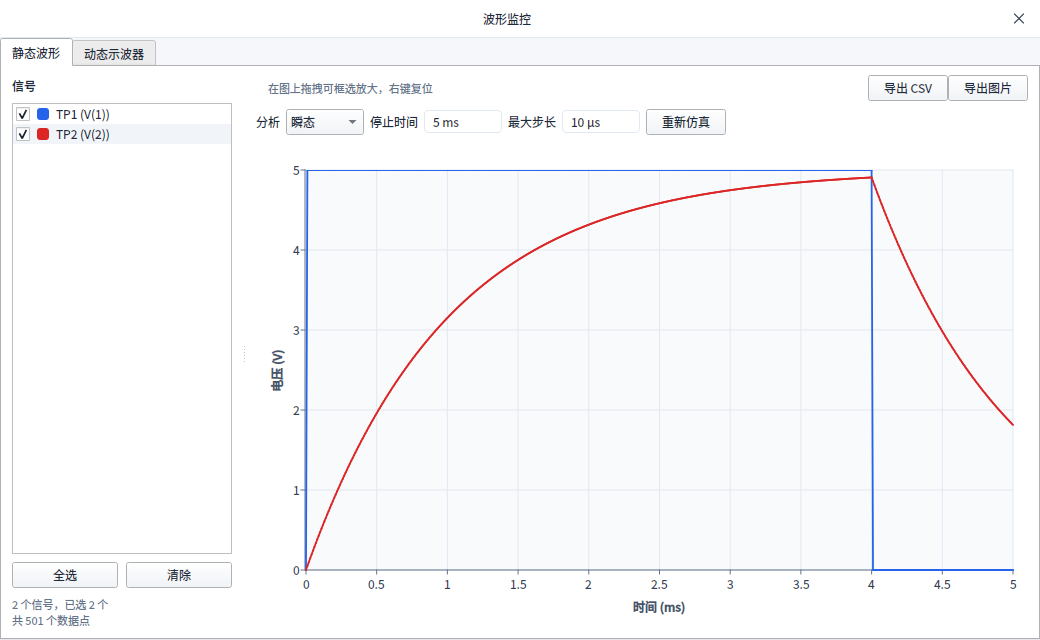 波形监控
静态波形
动态示波器
信号
在图上拖拽可框选放大，右键复位
导出 CSV
导出图片
TP1 (V(1))
TP2 (V(2))
分析 瞬态 停止时间 5 ms 最大步长 10 µs 重新仿真
5
4
3
2
1
0
电压 (V)
0 0.5 1 1.5 2 2.5 3 3.5 4 4.5 5
时间 (ms)
全选
清除
2 个信号，已选 2 个
共 501 个数据点